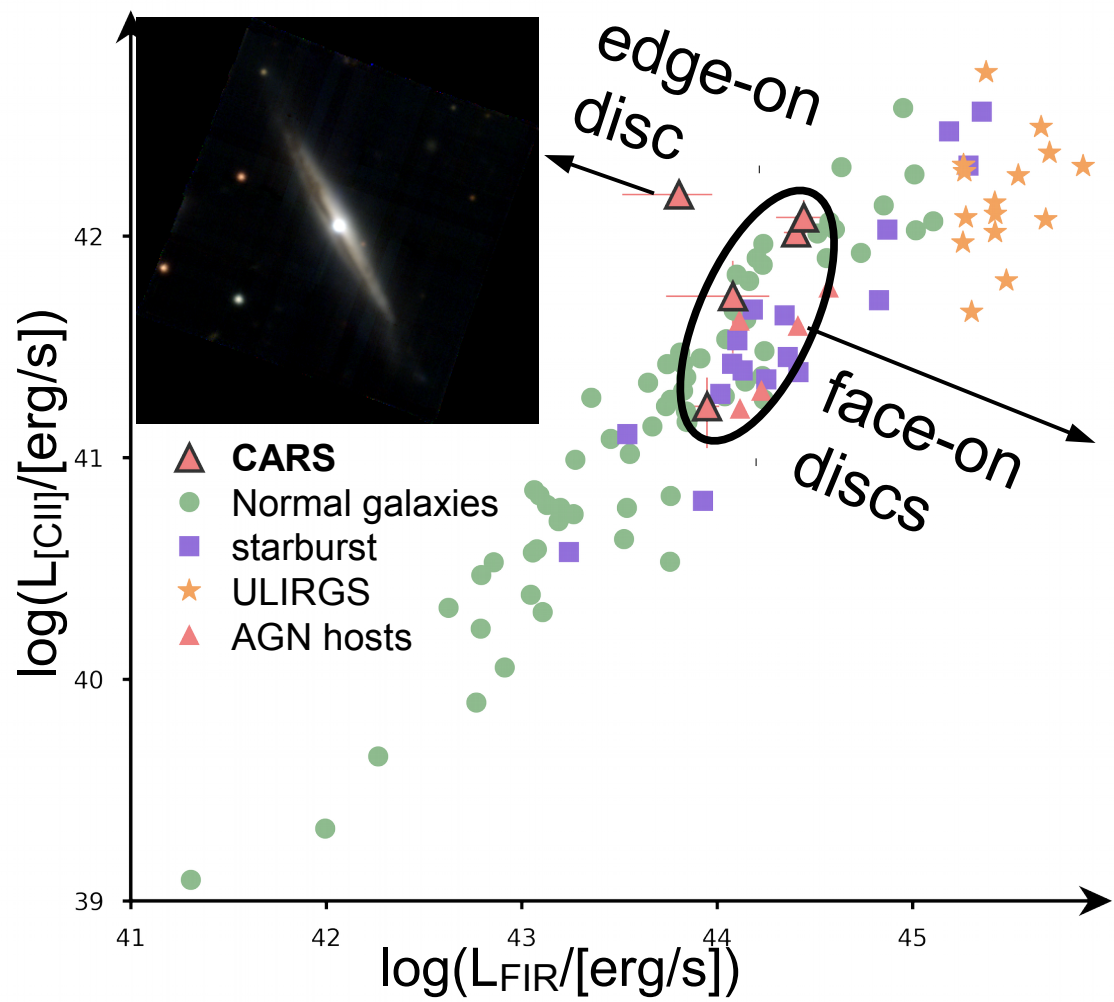 edge-on
disc
42
41
40
39
CARS
Normal galaxies
starburst
ULIRGS
AGN hosts
face-on
discs
log(L[CII]/[erg/s])
41 42 43 44 45
log(LFIR/[erg/s])